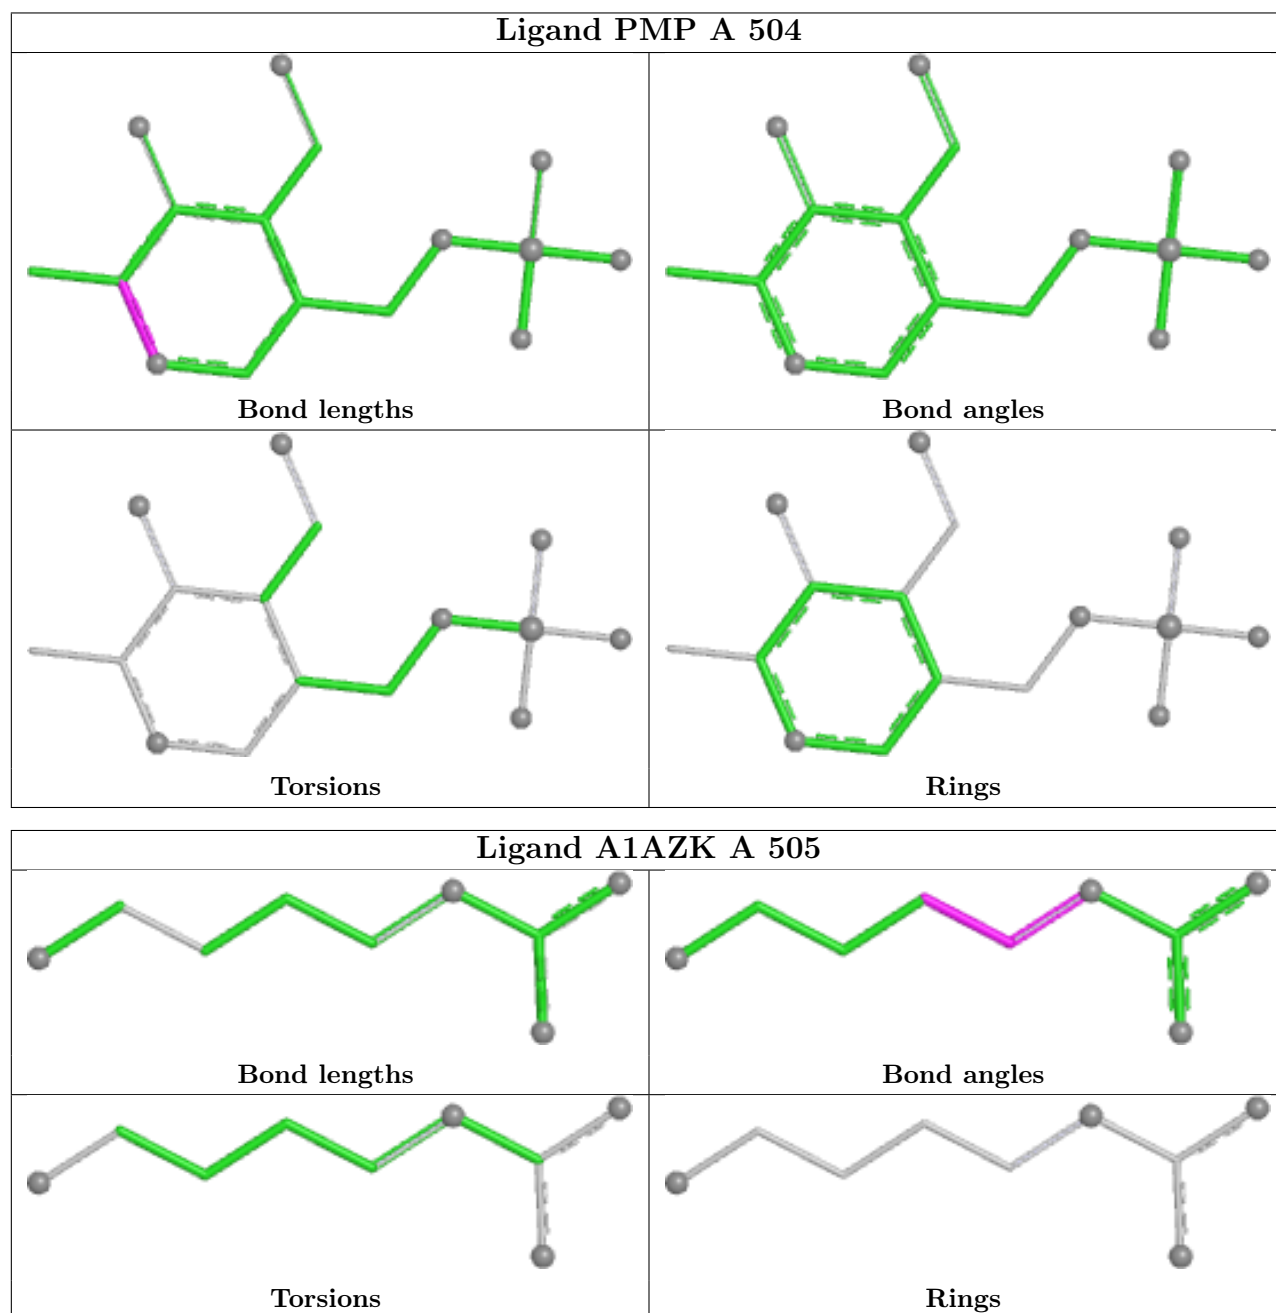 Ligand PMP A 504
Bond lengths
Bond angles
Torsions
Rings
Ligand A1AZK A 505
Bond lengths
Bond angles
Torsions
Rings